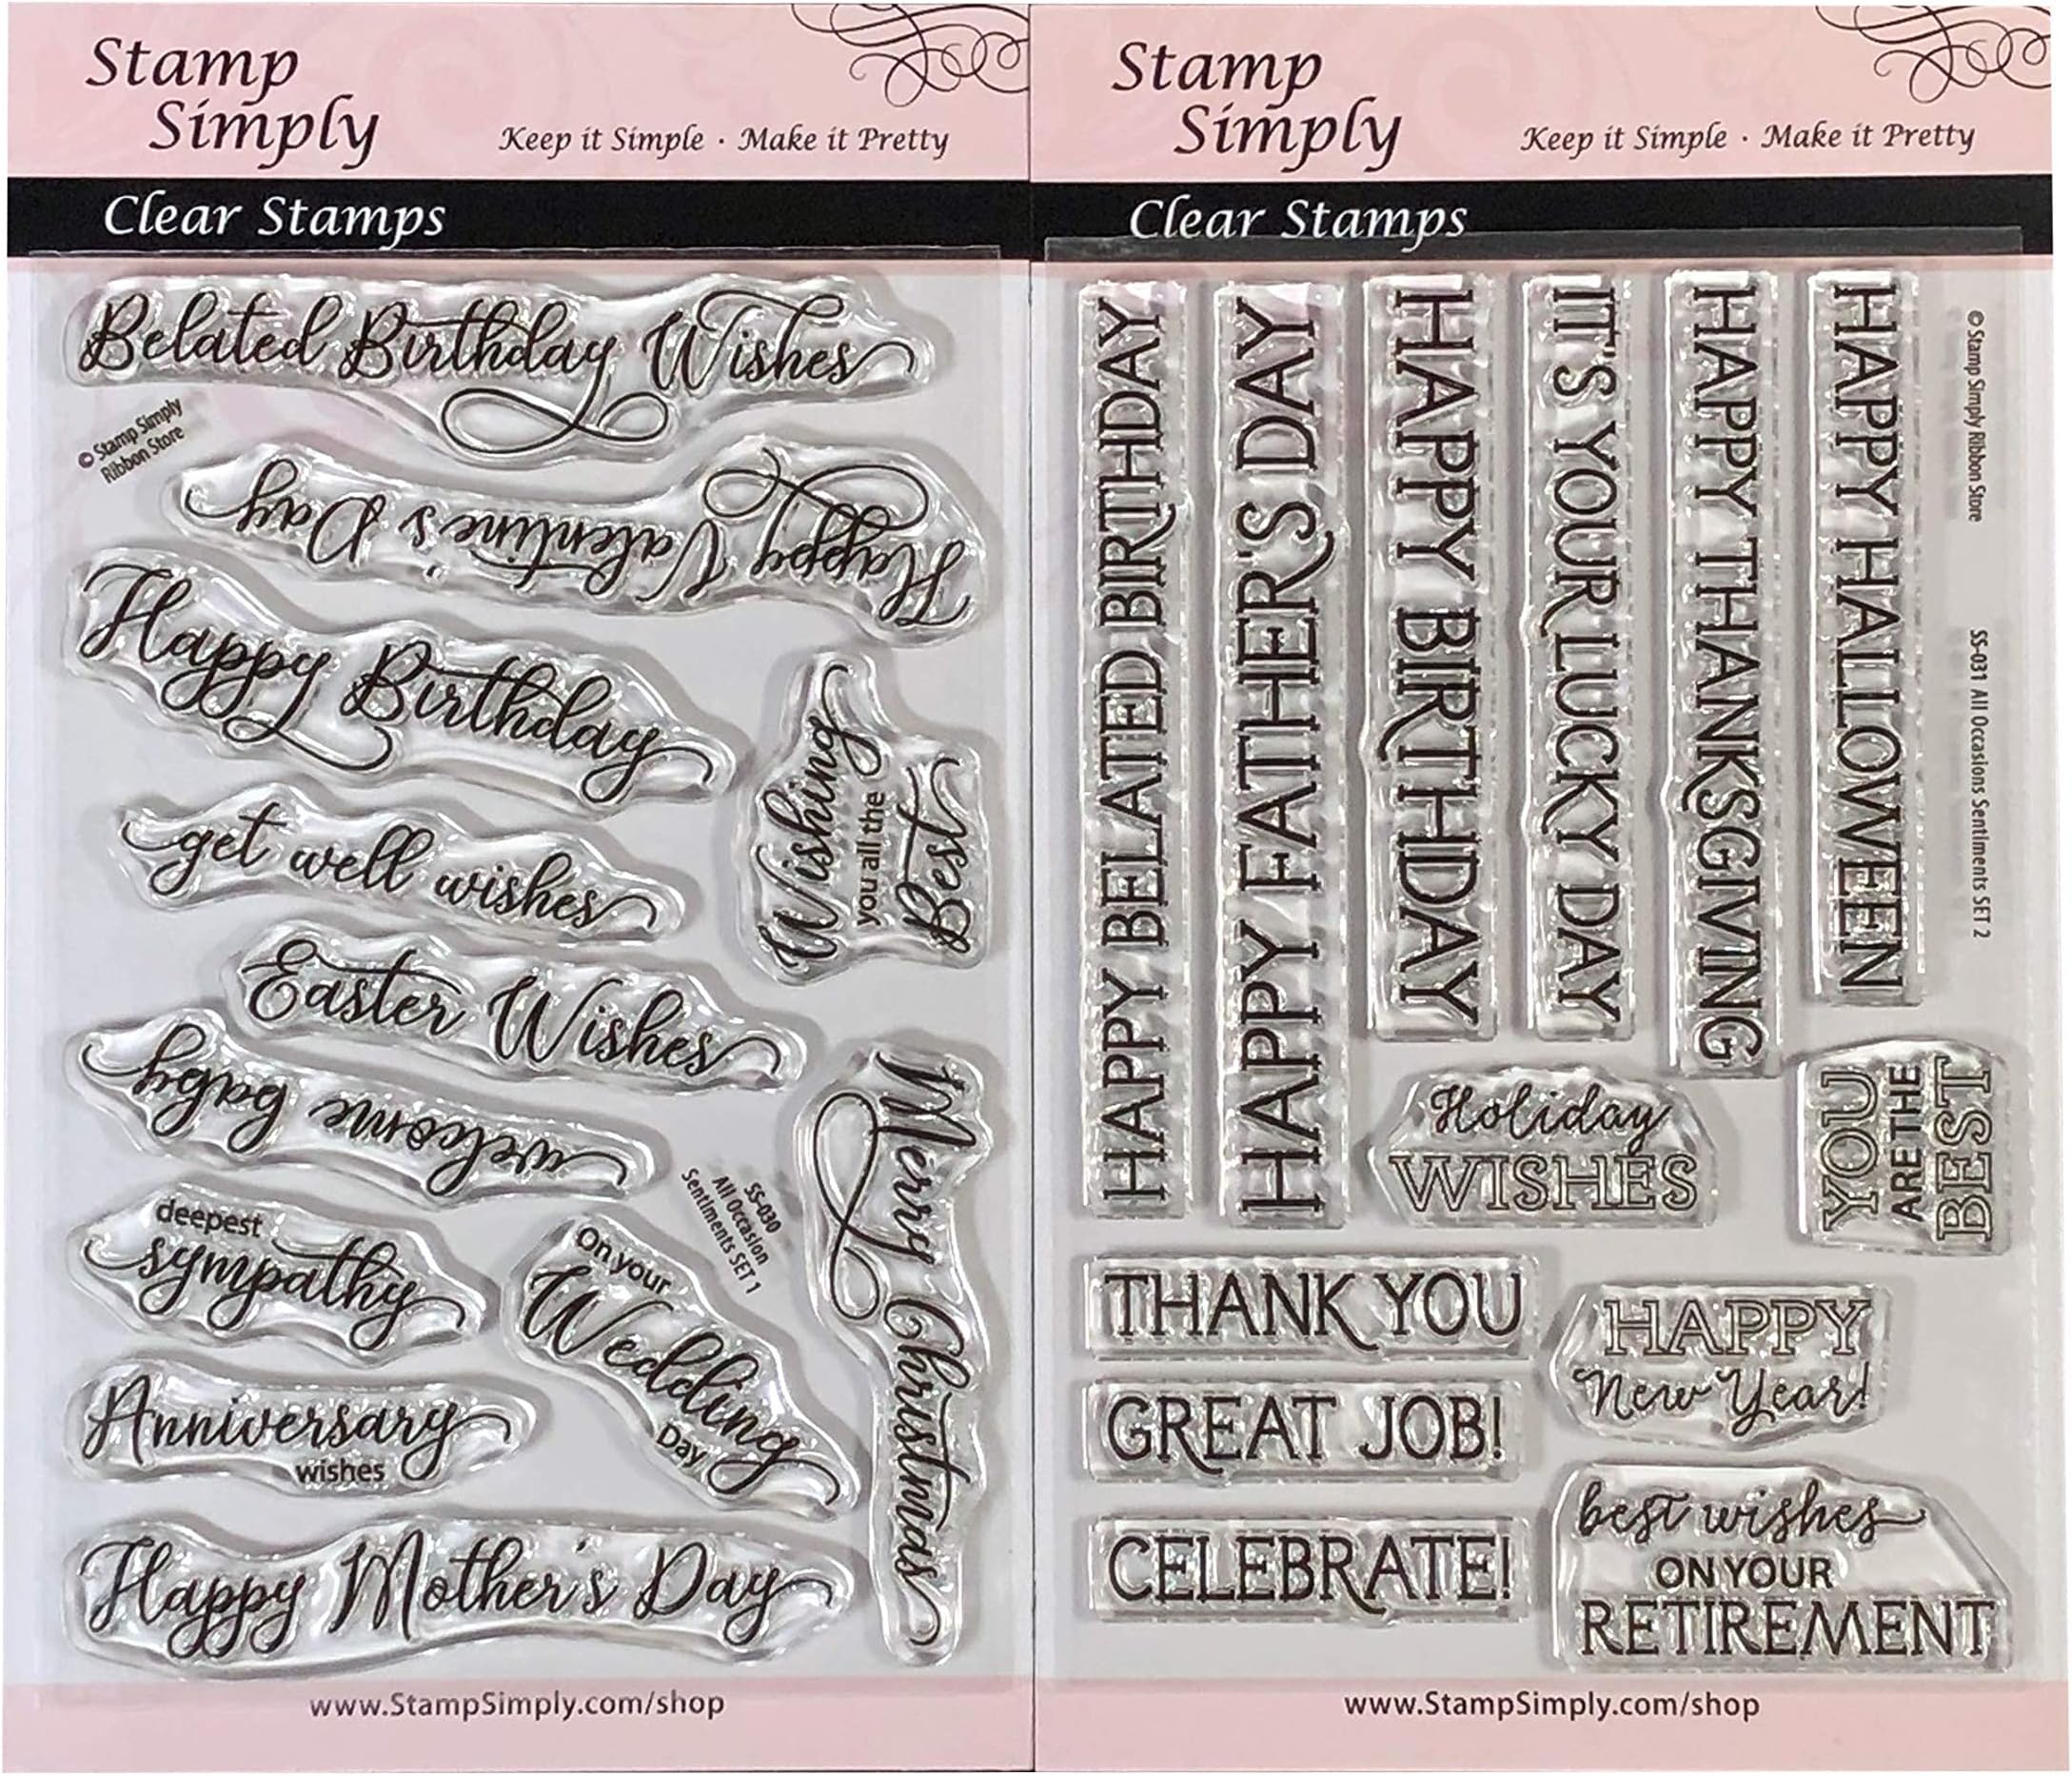 Stamp
Simply
Keep it Simple · Make it Pretty
Clear Stamps
Belated Birthday Wishes
© Stamp Simply
Ribbon Store
Happy Valentine's Day
Happy Birthday
Wishing
you all the
Best
get well wishes
Easter Wishes
welcome baby
SS-030
All Occasion
Sentiments SET 1
Merry Christmas
deepest
sympathy
on your
Wedding
Day
Anniversary
wishes
Happy Mother's Day
www.StampSimply.com/shop
Stamp
Simply
Keep it Simple · Make it Pretty
Clear Stamps
HAPPY BELATED BIRTHDAY
HAPPY FATHER'S DAY
HAPPY BIRTHDAY
IT'S YOUR LUCKY DAY
HAPPY THANKSGIVING
HAPPY HALLOWEEN
© Stamp Simply Ribbon Store
SS-031 All Occasions Sentiments SET 2
Holiday
WISHES
YOU
ARE THE
BEST
THANK YOU
HAPPY
New Year!
GREAT JOB!
CELEBRATE!
best wishes
ON YOUR
RETIREMENT
www.StampSimply.com/shop